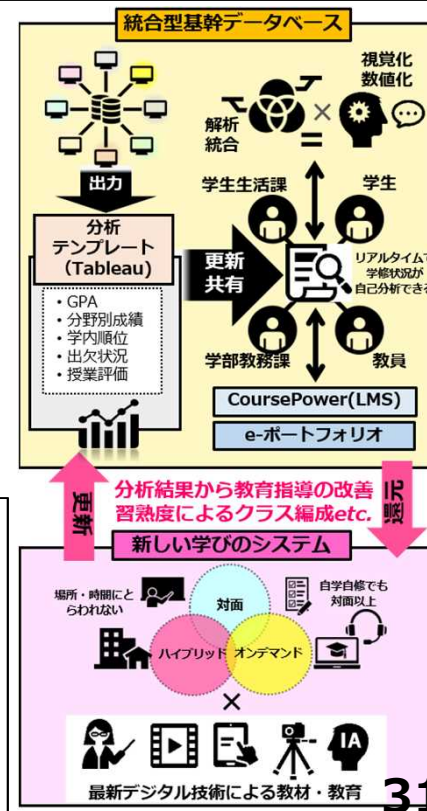 統合型基幹データベース
視覚化
数値化
解析
統合
×
=
出力
学生生活課
学生
分析
テンプレート
(Tableau)
・GPA
・分野別成績
・学内順位
・出欠状況
・授業評価
更新
共有
リアルタイムで
学修状況が
自己分析できる
学部教務課
教員
CoursePower(LMS)
e-ポートフォリオ
更新
分析結果から教育指導の改善
習熟度によるクラス編成etc.
還元
新しい学びのシステム
場所・時間にと
らわれない
対面
自学自修でも
対面以上
ハイブリッド
オンデマンド
×
IA
最新デジタル技術による教材・教育
31